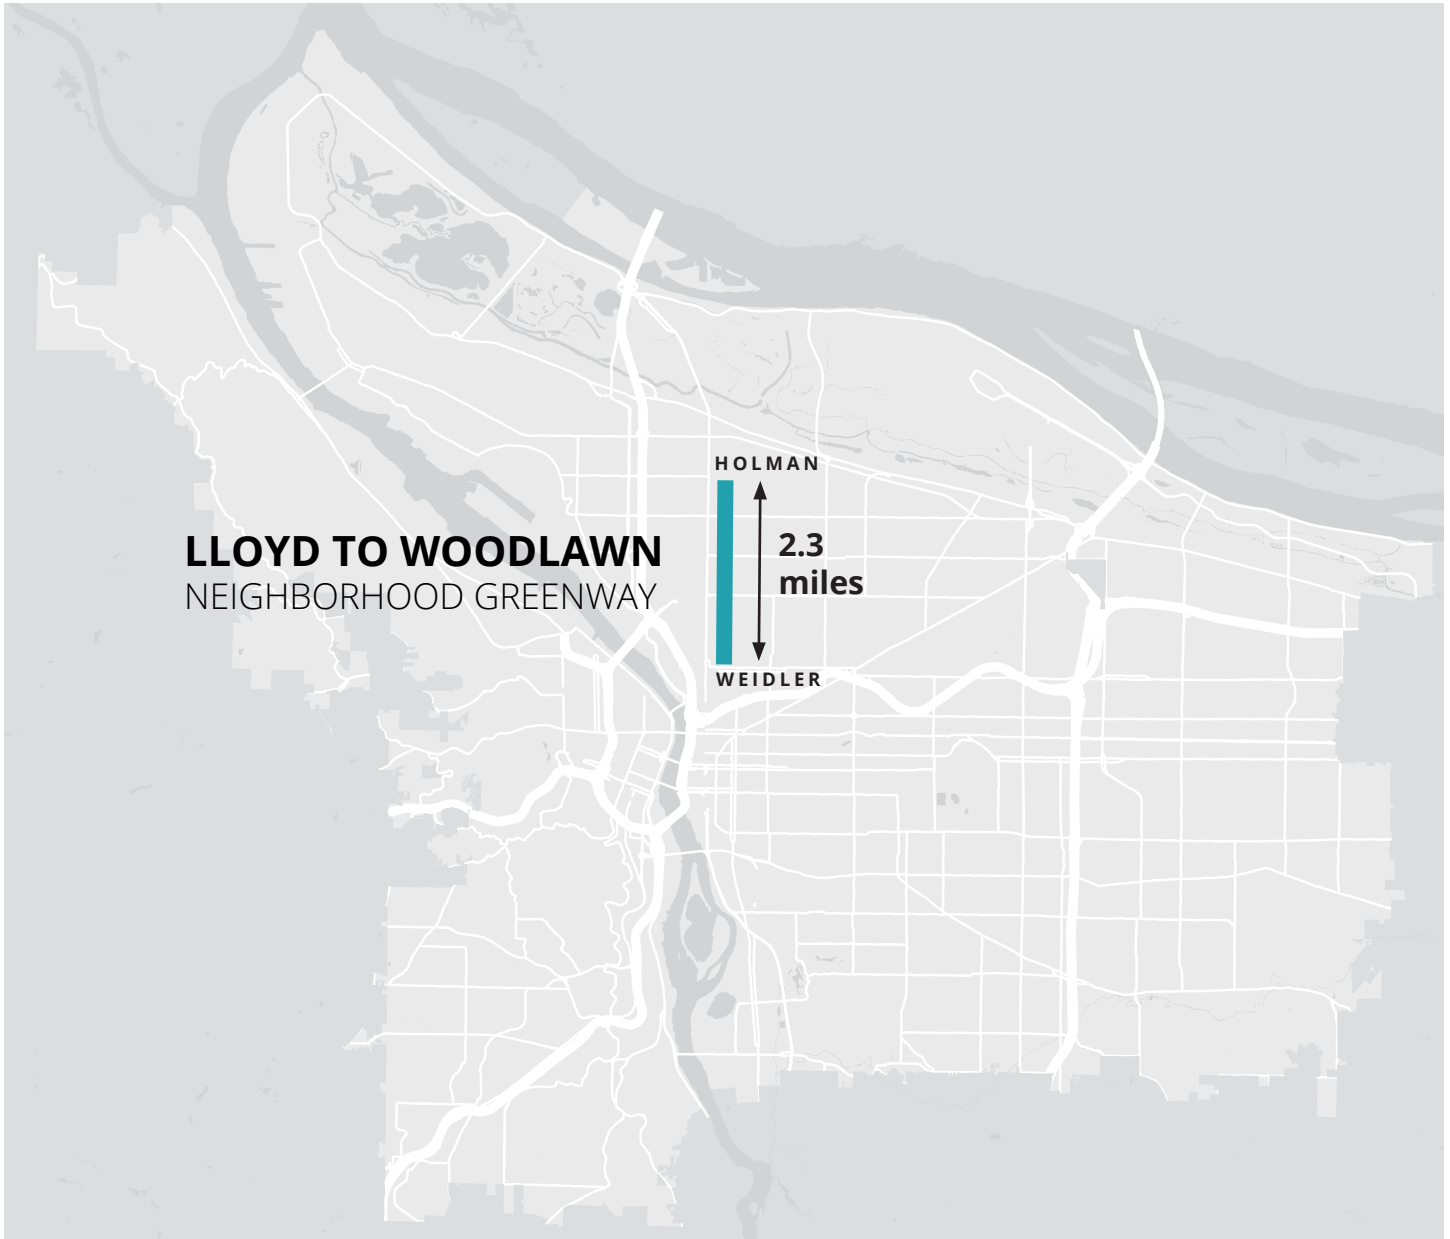 HOLMAN
LLOYD TO WOODLAWN
NEIGHBORHOOD GREENWAY
2.3
miles
WEIDLER